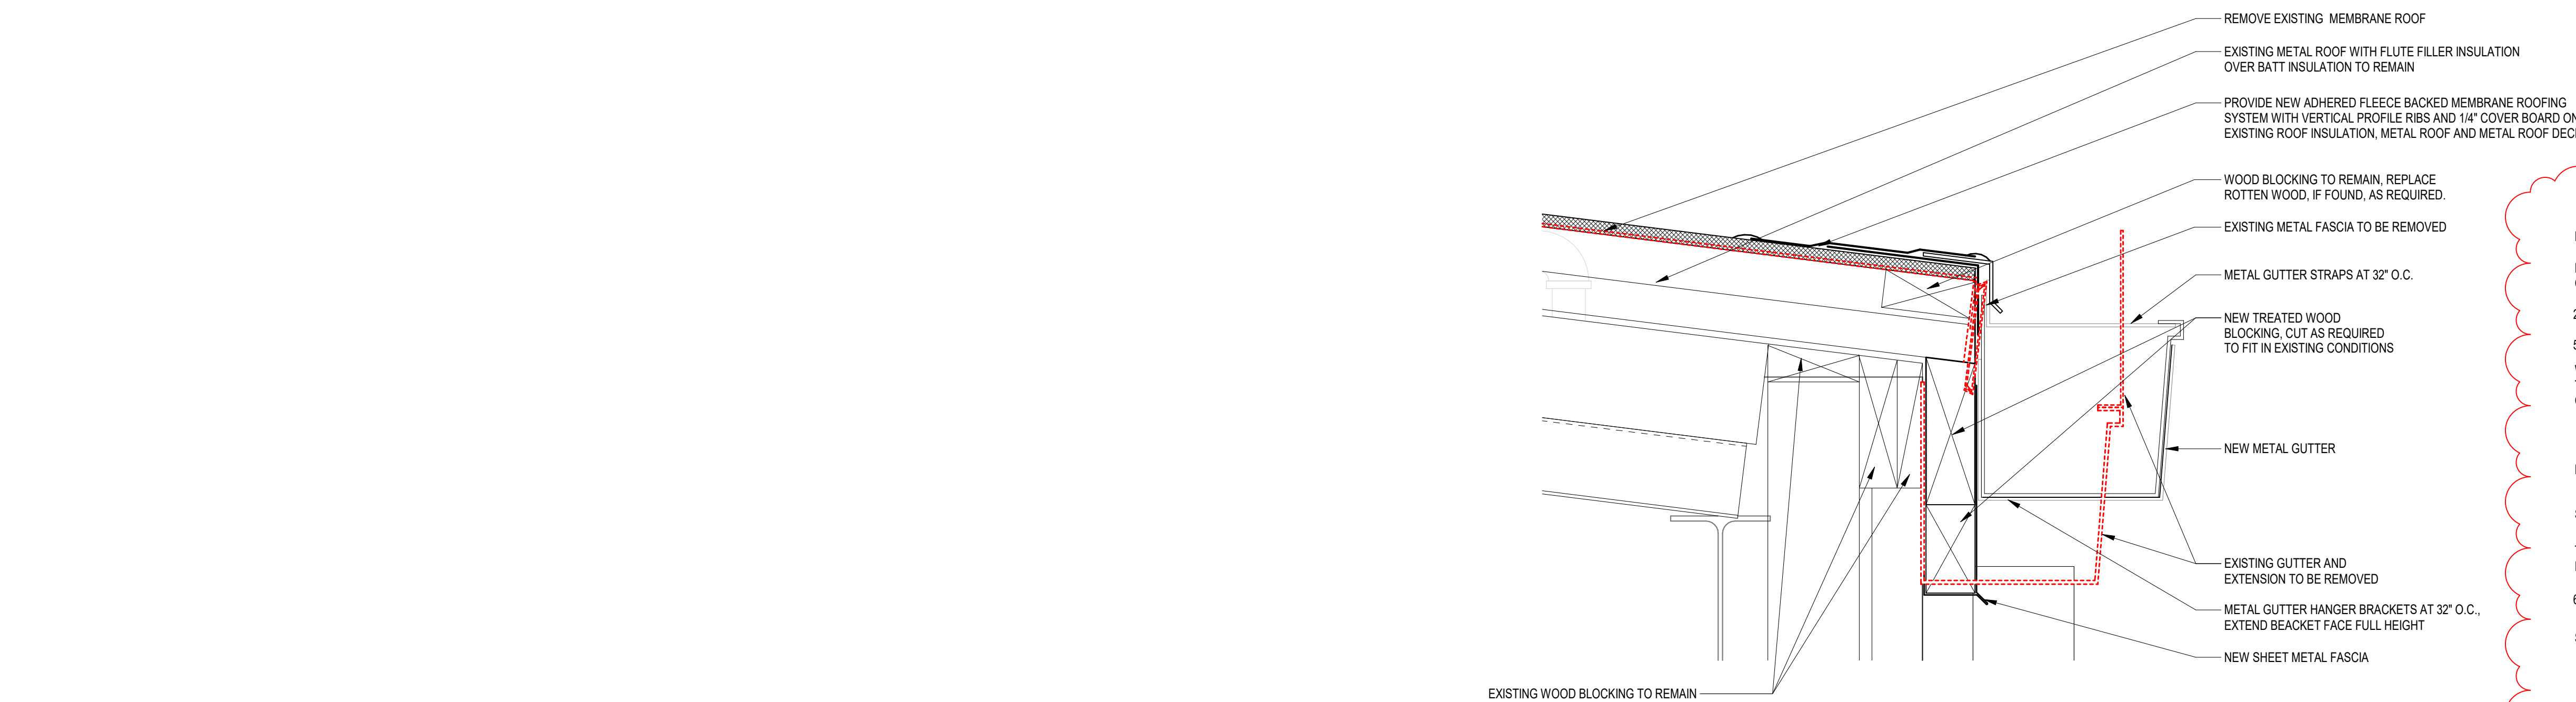 REMOVE EXISTING MEMBRANE ROOF
EXISTING METAL ROOF WITH FLUTE FILLER INSULATION
OVER BATT INSULATION TO REMAIN
PROVIDE NEW ADHERED FLEECE BACKED MEMBRANE ROOFING
SYSTEM WITH VERTICAL PROFILE RIBS AND 1/4" COVER BOARD ON
EXISTING ROOF INSULATION, METAL ROOF AND METAL ROOF DEC
WOOD BLOCKING TO REMAIN, REPLACE
ROTTEN WOOD, IF FOUND, AS REQUIRED.
EXISTING METAL FASCIA TO BE REMOVED
METAL GUTTER STRAPS AT 32" O.C.
NEW TREATED WOOD
BLOCKING, CUT AS REQUIRED
TO FIT IN EXISTING CONDITIONS
NEW METAL GUTTER
EXISTING GUTTER AND
EXTENSION TO BE REMOVED
METAL GUTTER HANGER BRACKETS AT 32" O.C.,
EXTEND BEACKET FACE FULL HEIGHT
NEW SHEET METAL FASCIA
EXISTING WOOD BLOCKING TO REMAIN